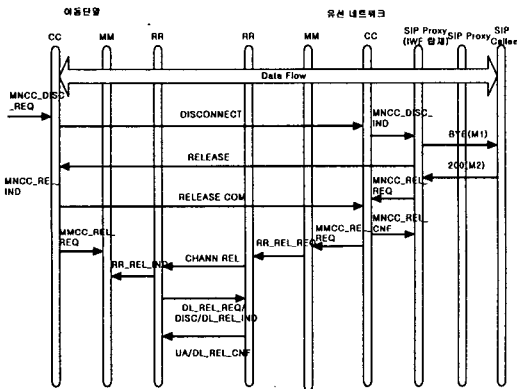 이동단말
유선 네트워크
CC
MM
RR
RR
MM
CC
SIP Proxy
(IWF 탑재)
SIP Proxy
SIP
Caller
Data Flow
MNCC_DISC
_REQ
DISCONNECT
MNCC_DISC_
IND
BYE(M1)
RELEASE
200(M2)
MNCC_REL_
IND
MNCC_REL_
REQ
RELEASE COM
MNCC_REL_
CNF
MMCC_REL_
REQ
MMCC_REL_
REQ
RR_REL_REQ
CHANN REL
RR_REL_IND
DL_REL_REQ/
DISC/DL_REL_IND
UA/DL_REL_CNF